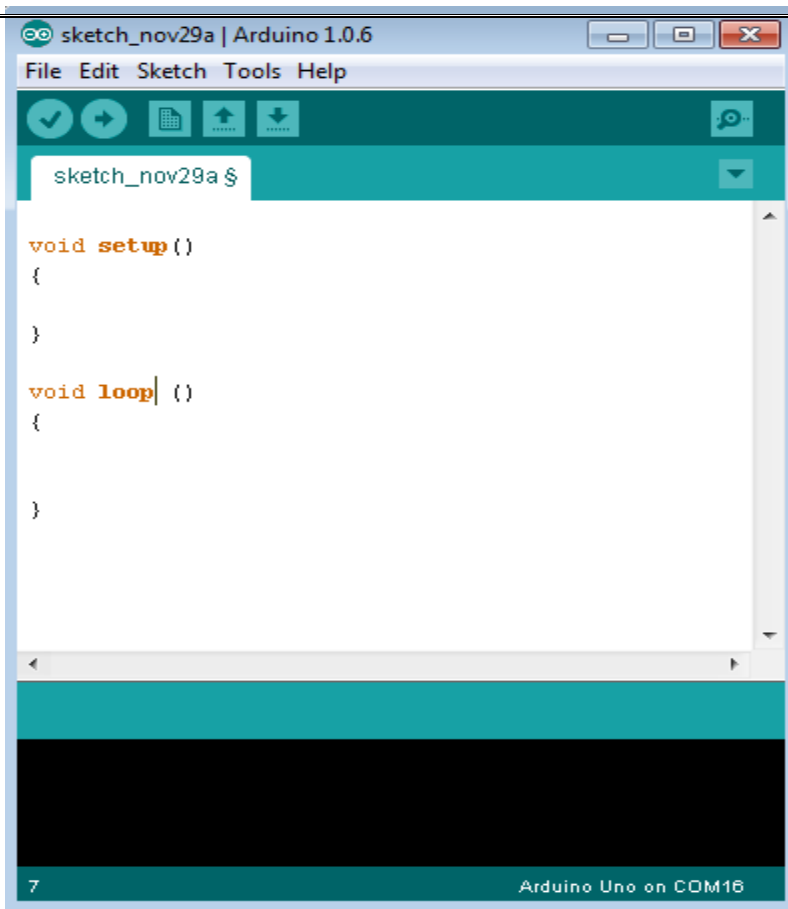 sketch_nov29a | Arduino 1.0.6
File Edit Sketch Tools Help
sketch_nov29a §
void setup()
{
}
void loop ()
{
}
7 Arduino Uno on COM16